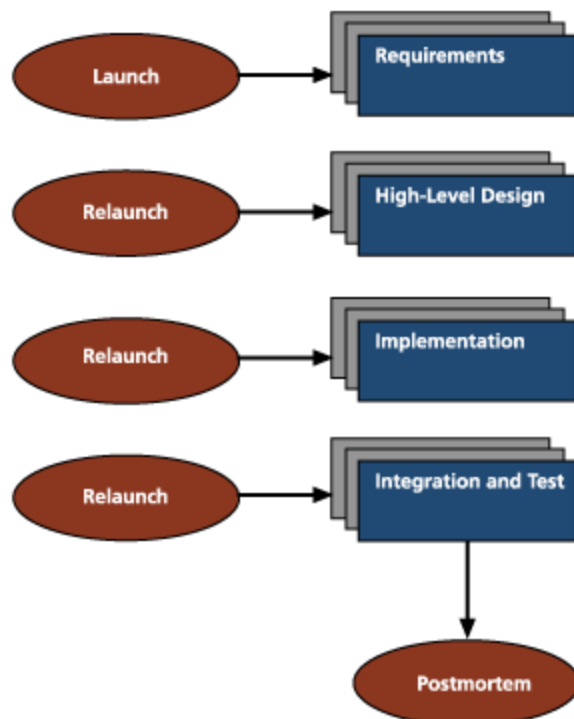 Launch
Requirements
Relaunch
High-Level Design
Relaunch
Implementation
Relaunch
Integration and Test
Postmortem